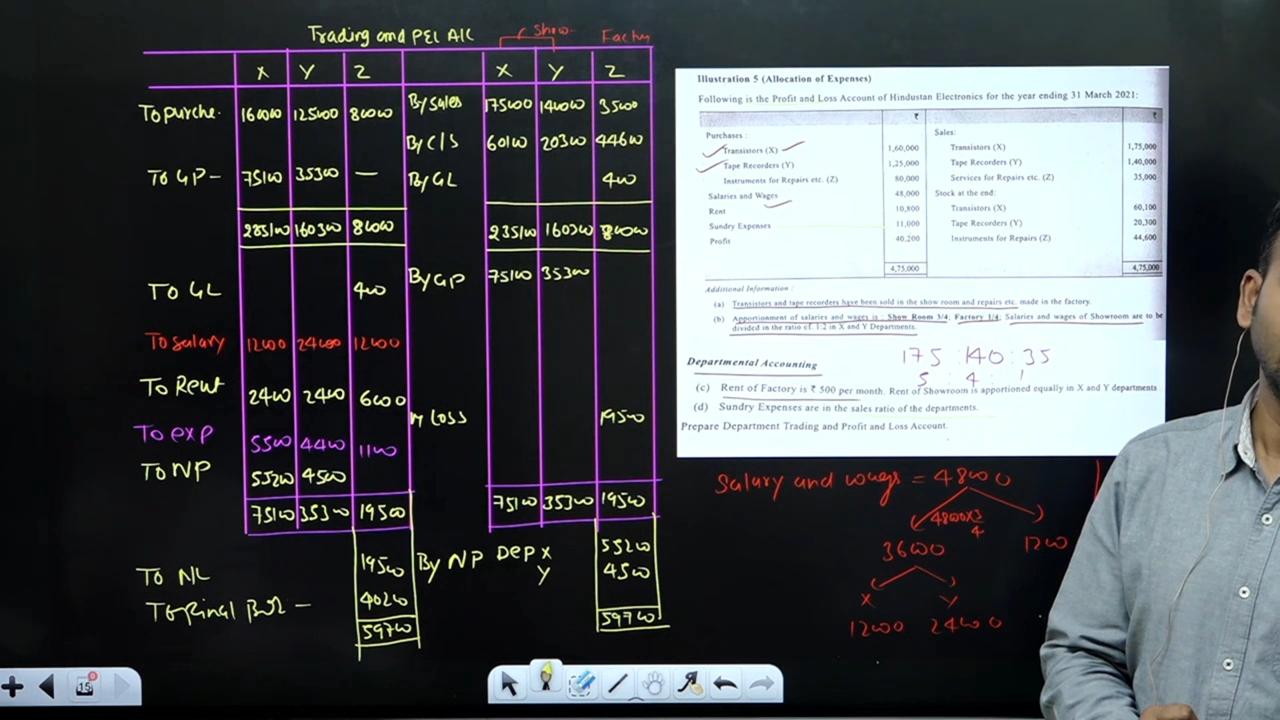 Trading and P&L A/c
Show
Factory
X Y Z X Y Z
To purche. 160000 125000 80000 By Sales 175000 140000 35000
By C/S 60100 20300 44600
To GP - 75100 35300 — By GL 400
235100 160300 80000 235100 160300 80000
To GL 400 By GP 75100 35300
To Salary 12000 24000 12000
To Rent 2400 2400 6000
N Loss 19500
To exp 5500 4400 1100
To NP 55200 4500
75100 35300 19500 75100 35300 19500
To NL 19500 By NP Dep X 55200
Y 4500
40200
59700 59700
Illustration 5 (Allocation of Expenses)
Following is the Profit and Loss Account of Hindustan Electronics for the year ending 31 March 2021:
₹ ₹
Purchases : Sales:
Transistors (X) 1,60,000 Transistors (X) 1,75,000
Tape Recorders (Y) 1,25,000 Tape Recorders (Y) 1,40,000
Instruments for Repairs etc. (Z) 80,000 Services for Repairs etc. (Z) 35,000
Salaries and Wages 48,000 Stock at the end:
Rent 10,800 Transistors (X) 60,100
Sundry Expenses 11,000 Tape Recorders (Y) 20,300
Profit 40,200 Instruments for Repairs (Z) 44,600
4,75,000 4,75,000
Additional Information :
(a) Transistors and tape recorders have been sold in the show room and repairs etc. made in the factory.
(b) Apportionment of salaries and wages is : Show Room 3/4; Factory 1/4; Salaries and wages of Showroom are to be
divided in the ratio of. 1:2 in X and Y Departments.
175 : 140 : 35
Departmental Accounting
5 : 4 : 1
(c) Rent of Factory is ₹ 500 per month. Rent of Showroom is apportioned equally in X and Y departments
(d) Sundry Expenses are in the sales ratio of the departments.
Prepare Department Trading and Profit and Loss Account.
Salary and wages = 48000
48000 x 3/4
36000 1200
X Y
12000 24000
15
0